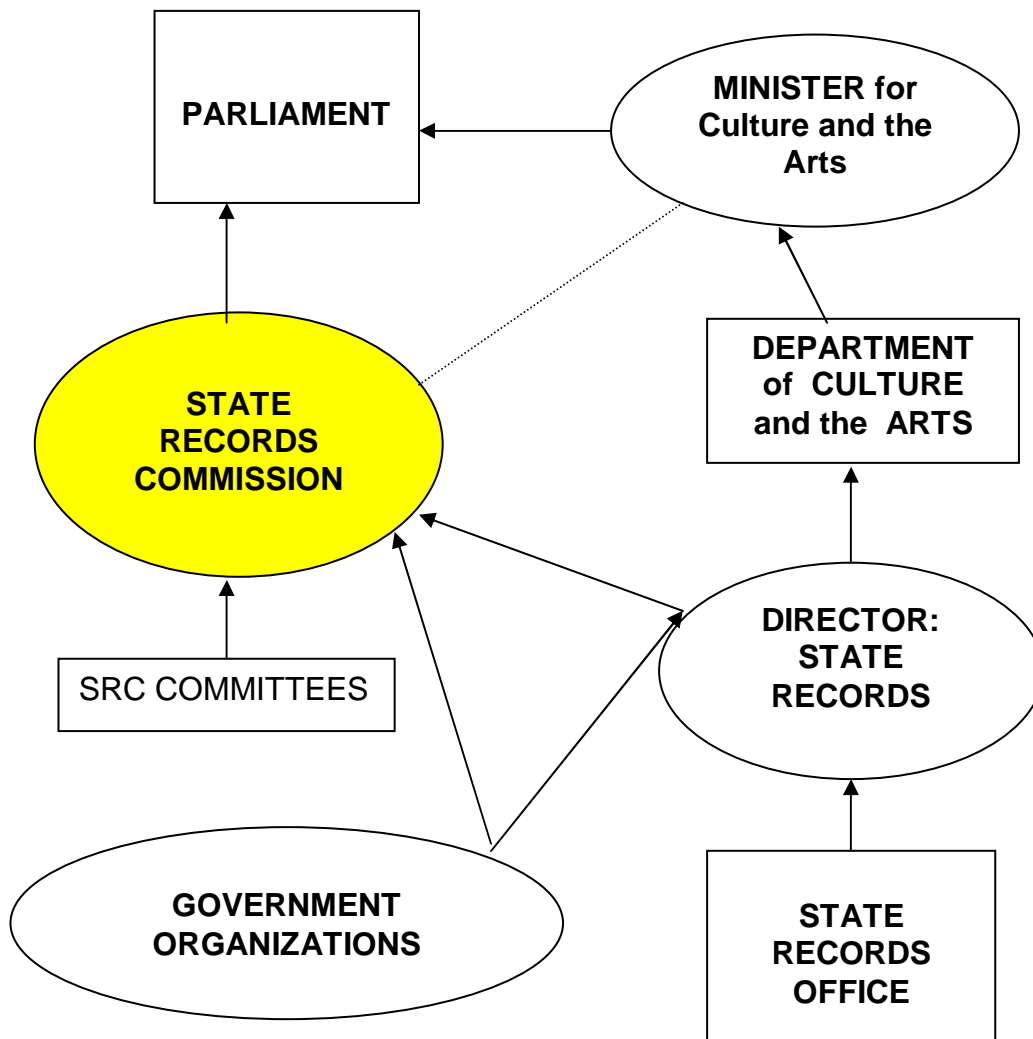 PARLIAMENT
MINISTER for
Culture and the
Arts
STATE
RECORDS
COMMISSION
DEPARTMENT
of CULTURE
and the ARTS
SRC COMMITTEES
DIRECTOR:
STATE
RECORDS
GOVERNMENT
ORGANIZATIONS
STATE
RECORDS
OFFICE